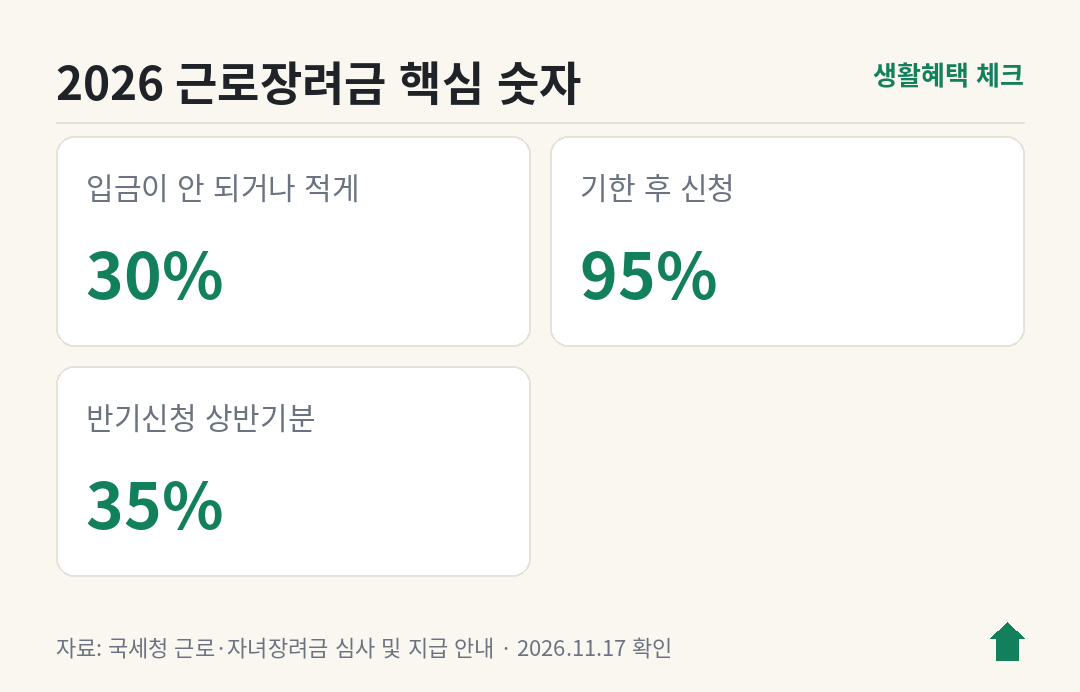 2026 근로장려금 핵심 숫자
생활혜택 체크
입금이 안 되거나 적게
30%
기한 후 신청
95%
반기신청 상반기분
35%
자료: 국세청 근로·자녀장려금 심사 및 지급 안내 · 2026.11.17 확인